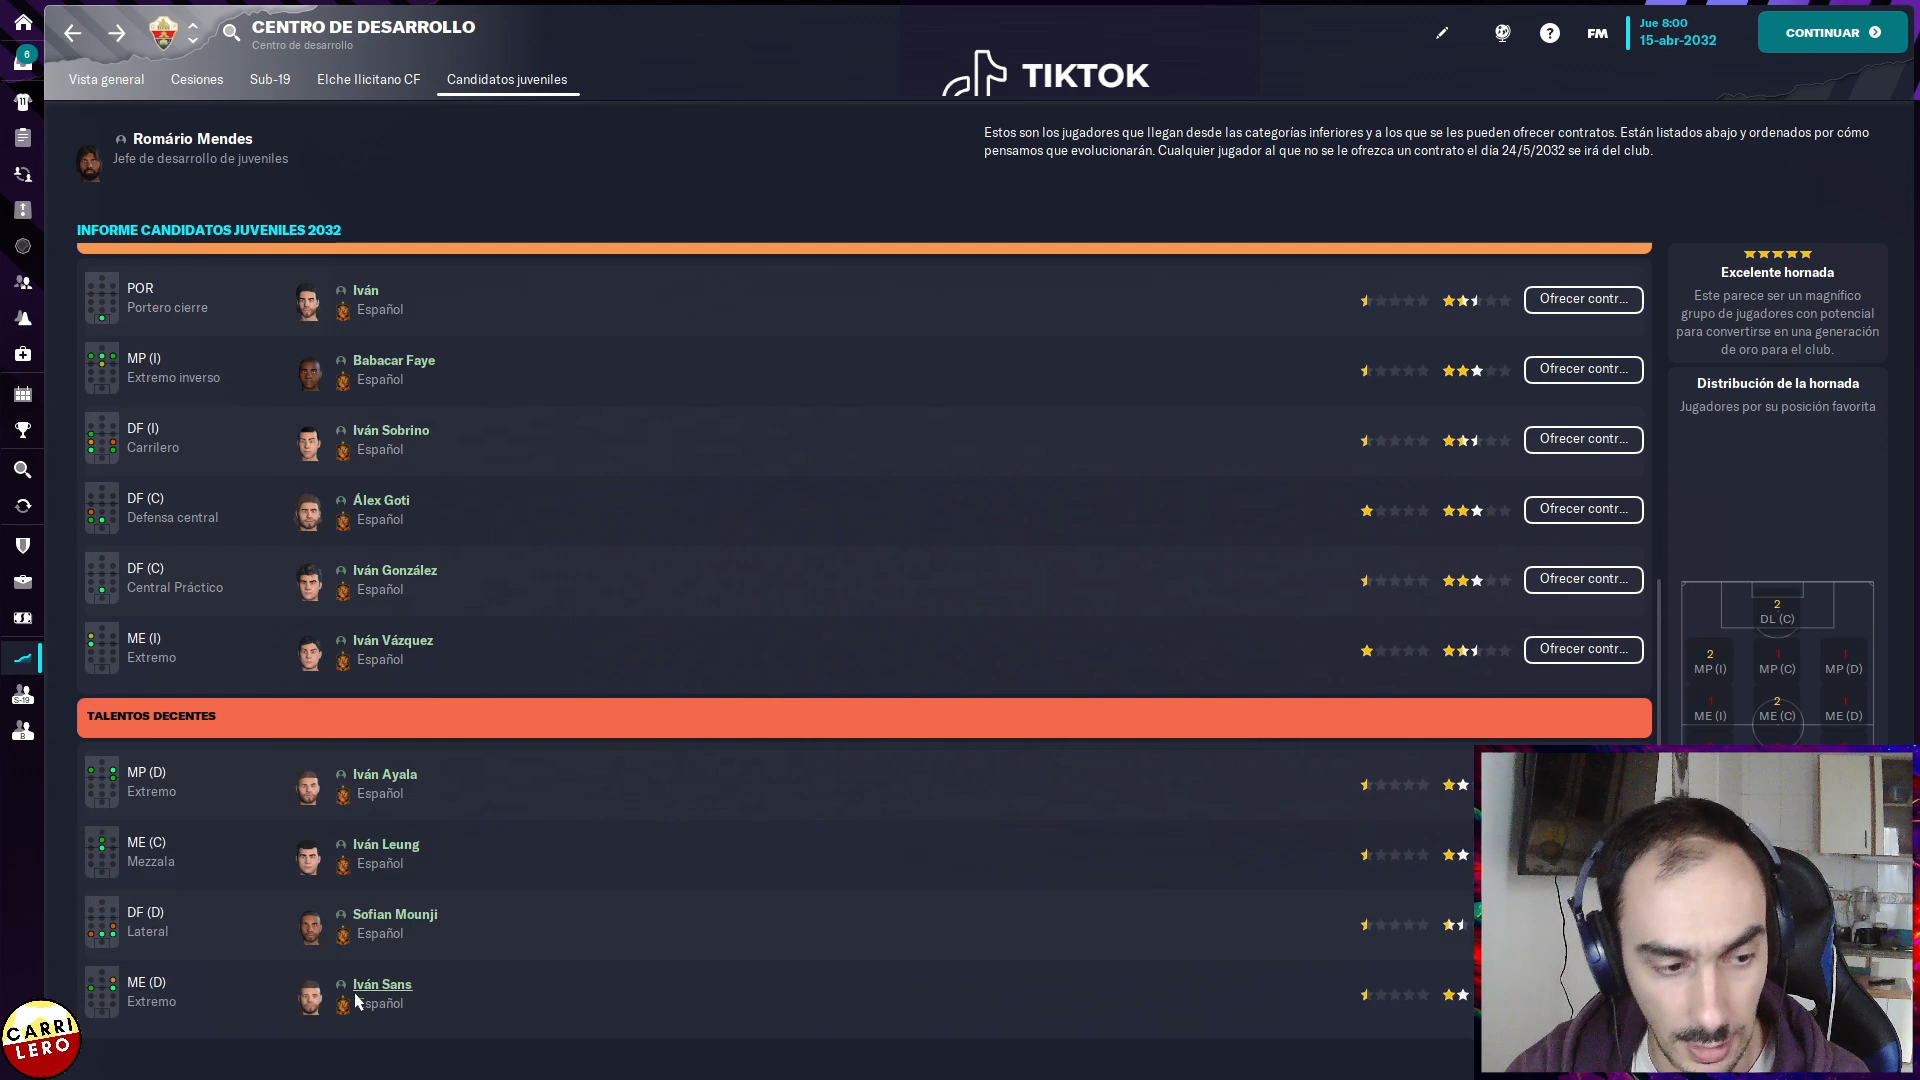 CENTRO DE DESARROLLO
Centro de desarrollo
Vista general
Cesiones
Sub-19
Elche Ilicitano CF
Candidatos juveniles
TIKTOK
FM
Jue 8:00
15-abr-2032
CONTINUAR
6
11
Romário Mendes
Jefe de desarrollo de juveniles
Estos son los jugadores que llegan desde las categorías inferiores y a los que se les pueden ofrecer contratos. Están listados abajo y ordenados por cómo
pensamos que evolucionarán. Cualquier jugador al que no se le ofrezca un contrato el día 24/5/2032 se irá del club.
INFORME CANDIDATOS JUVENILES 2032
POR
Portero cierre
Iván
Español
Ofrecer contr...
MP (I)
Extremo inverso
Babacar Faye
Español
Ofrecer contr...
DF (I)
Carrilero
Iván Sobrino
Español
Ofrecer contr...
DF (C)
Defensa central
Álex Goti
Español
Ofrecer contr...
DF (C)
Central Práctico
Iván González
Español
Ofrecer contr...
ME (I)
Extremo
Iván Vázquez
Español
Ofrecer contr...
TALENTOS DECENTES
MP (D)
Extremo
Iván Ayala
Español
ME (C)
Mezzala
Iván Leung
Español
DF (D)
Lateral
Sofian Mounji
Español
ME (D)
Extremo
Iván Sans
Español
Excelente hornada
Este parece ser un magnífico
grupo de jugadores con potencial
para convertirse en una generación
de oro para el club.
Distribución de la hornada
Jugadores por su posición favorita
2
DL (C)
2
MP (I)
1
MP (C)
1
MP (D)
1
ME (I)
2
ME (C)
1
ME (D)
S-19
B
CARRI
LERO